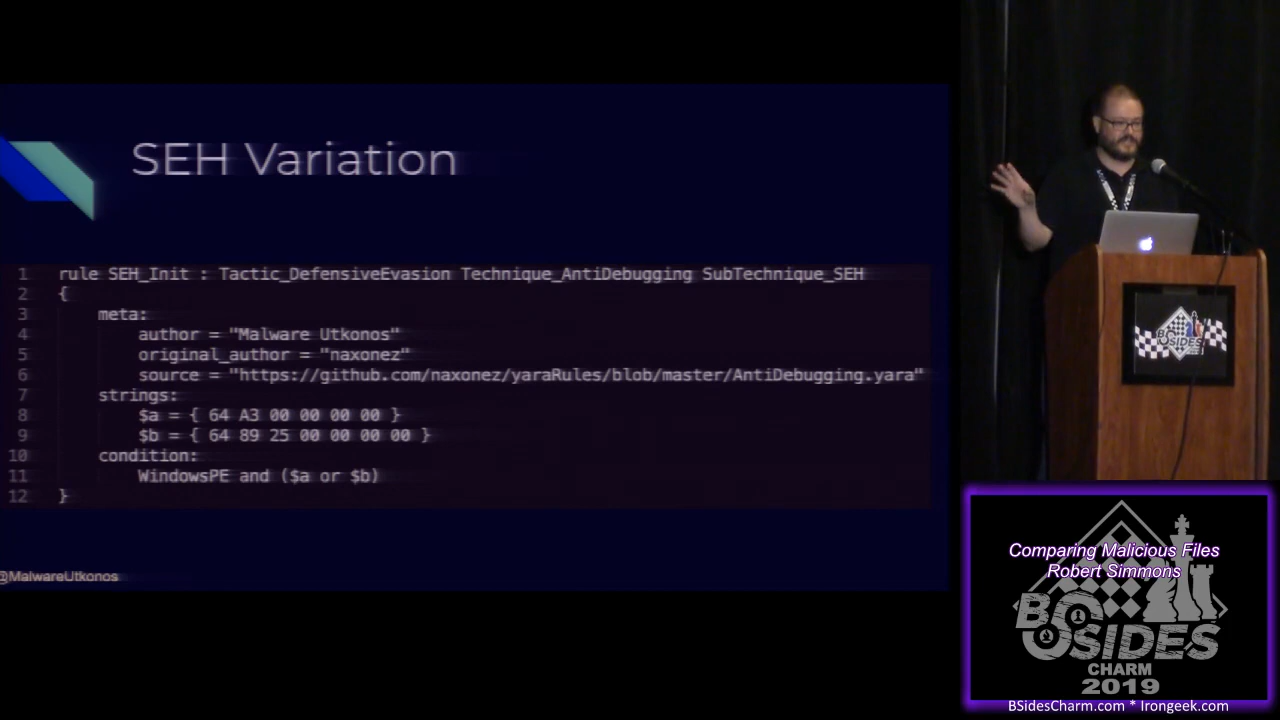 SEH Variation
1 rule SEH_Init : Tactic_DefensiveEvasion Technique_AntiDebugging SubTechnique_SEH
2 {
3 meta:
4 author = "Malware Utkonos"
5 original_author = "naxonez"
6 source = "https://github.com/naxonez/yaraRules/blob/master/AntiDebugging.yara"
7 strings:
8 $a = { 64 A3 00 00 00 00 }
9 $b = { 64 89 25 00 00 00 00 }
10 condition:
11 WindowsPE and ($a or $b)
12 }
@MalwareUtkonos
BSIDES
Comparing Malicious Files
Robert Simmons
BSIDES
CHARM
2019
BSidesCharm.com * Irongeek.com